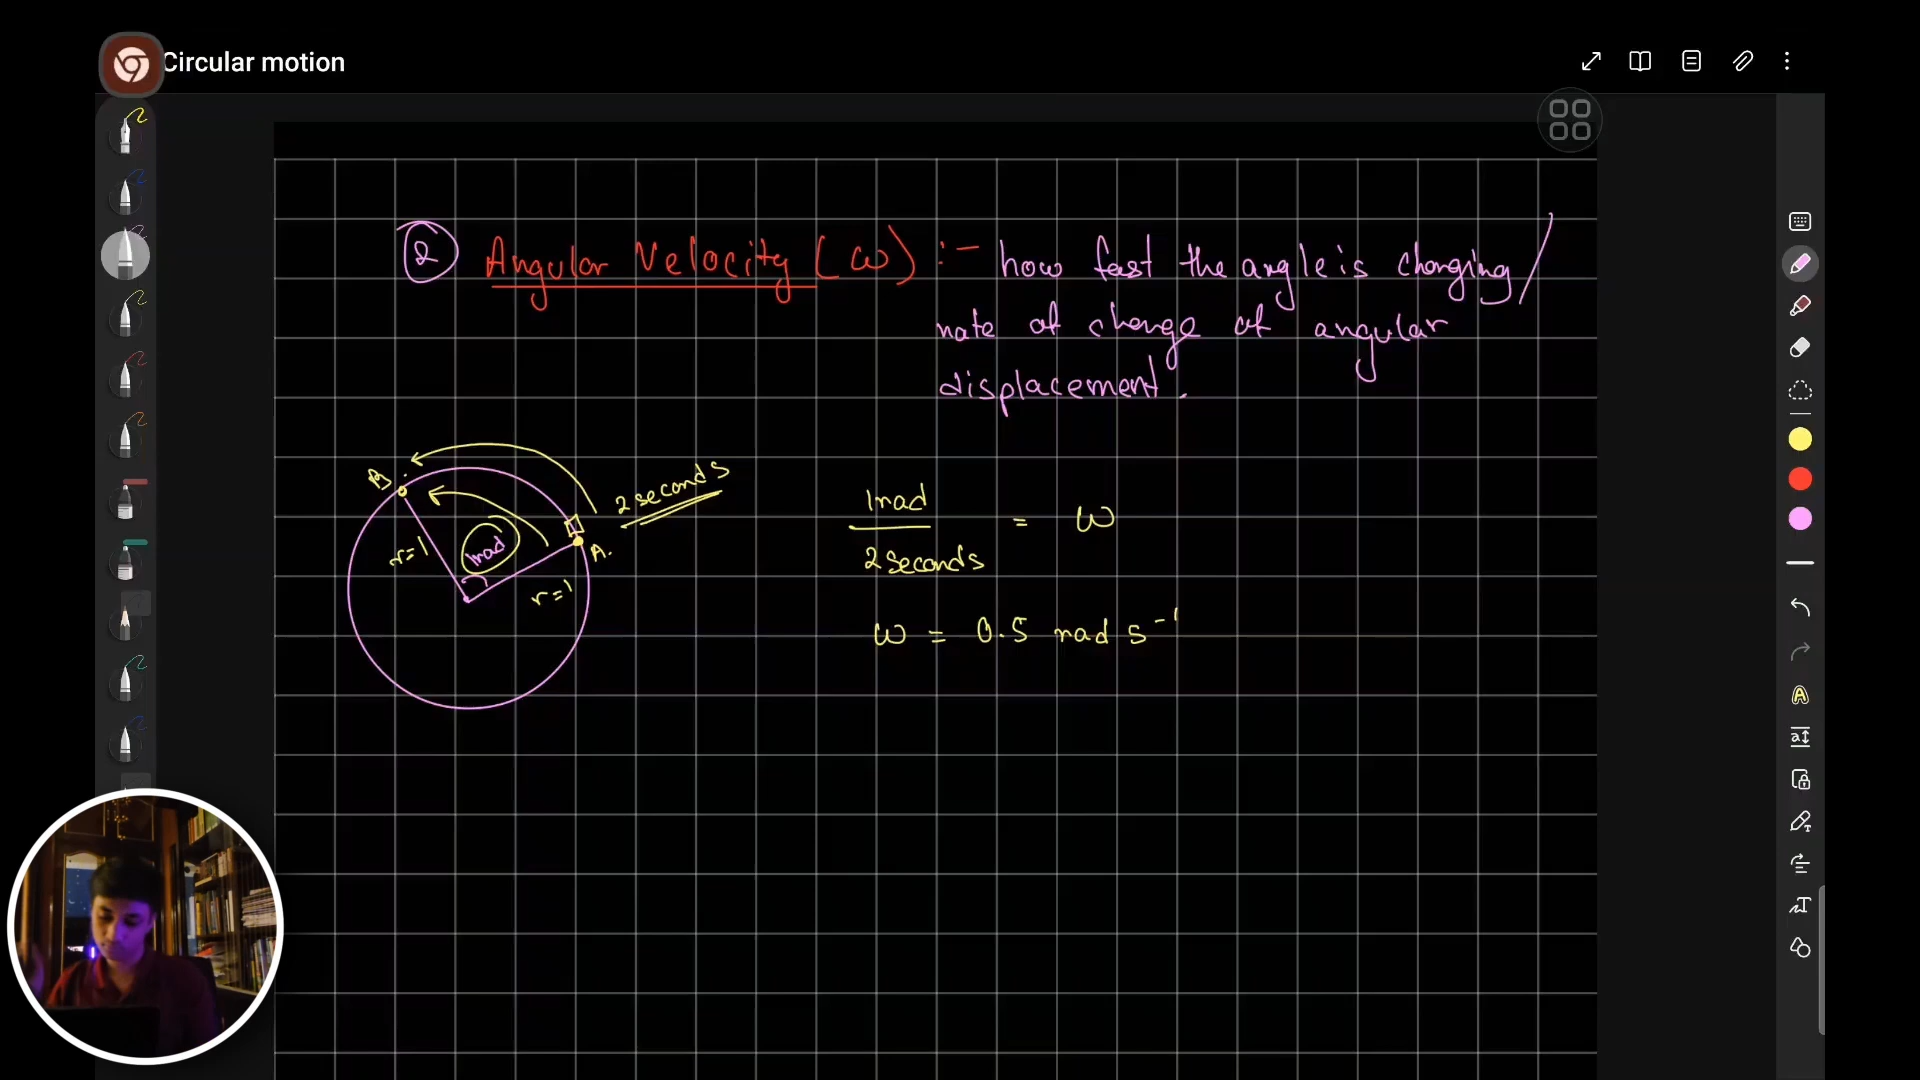 Circular motion
② Angular Velocity (ω) :- how fast the angle is changing/
rate of change of angular
displacement.
B
2 seconds
1rad
A.
r=1
r=1
1rad
2 seconds
= ω
ω = 0.5 rad s⁻¹